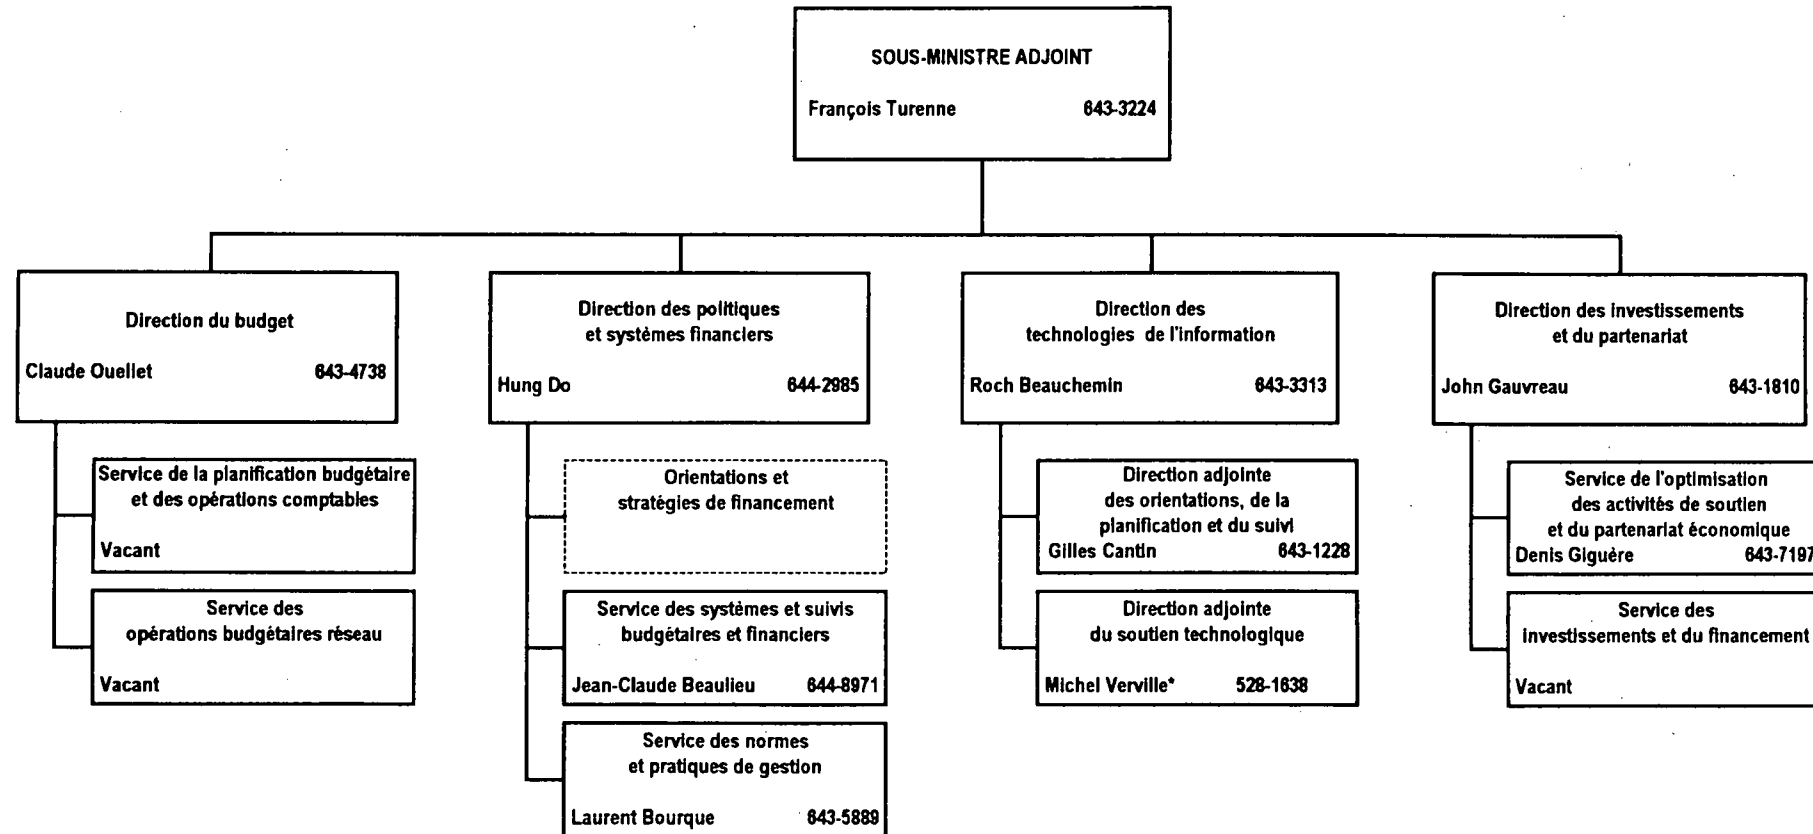 SOUS-MINISTRE ADJOINT
François Turenne 643-3224
Direction du budget
Claude Ouellet 643-4738
Service de la planification budgétaire
et des opérations comptables
Vacant
Service des
opérations budgétaires réseau
Vacant
Direction des politiques
et systèmes financiers
Hung Do 644-2985
Orientations et
stratégies de financement
Service des systèmes et suivis
budgétaires et financiers
Jean-Claude Beaulieu 644-8971
Service des normes
et pratiques de gestion
Laurent Bourque 643-5889
Direction des
technologies de l'information
Roch Beauchemin 643-3313
Direction adjointe
des orientations, de la
planification et du suivi
Gilles Cantin 643-1228
Direction adjointe
du soutien technologique
Michel Verville* 528-1638
Direction des investissements
et du partenariat
John Gauvreau 643-1810
Service de l'optimisation
des activités de soutien
et du partenariat économique
Denis Giguère 643-7197
Service des
investissements et du financement
Vacant